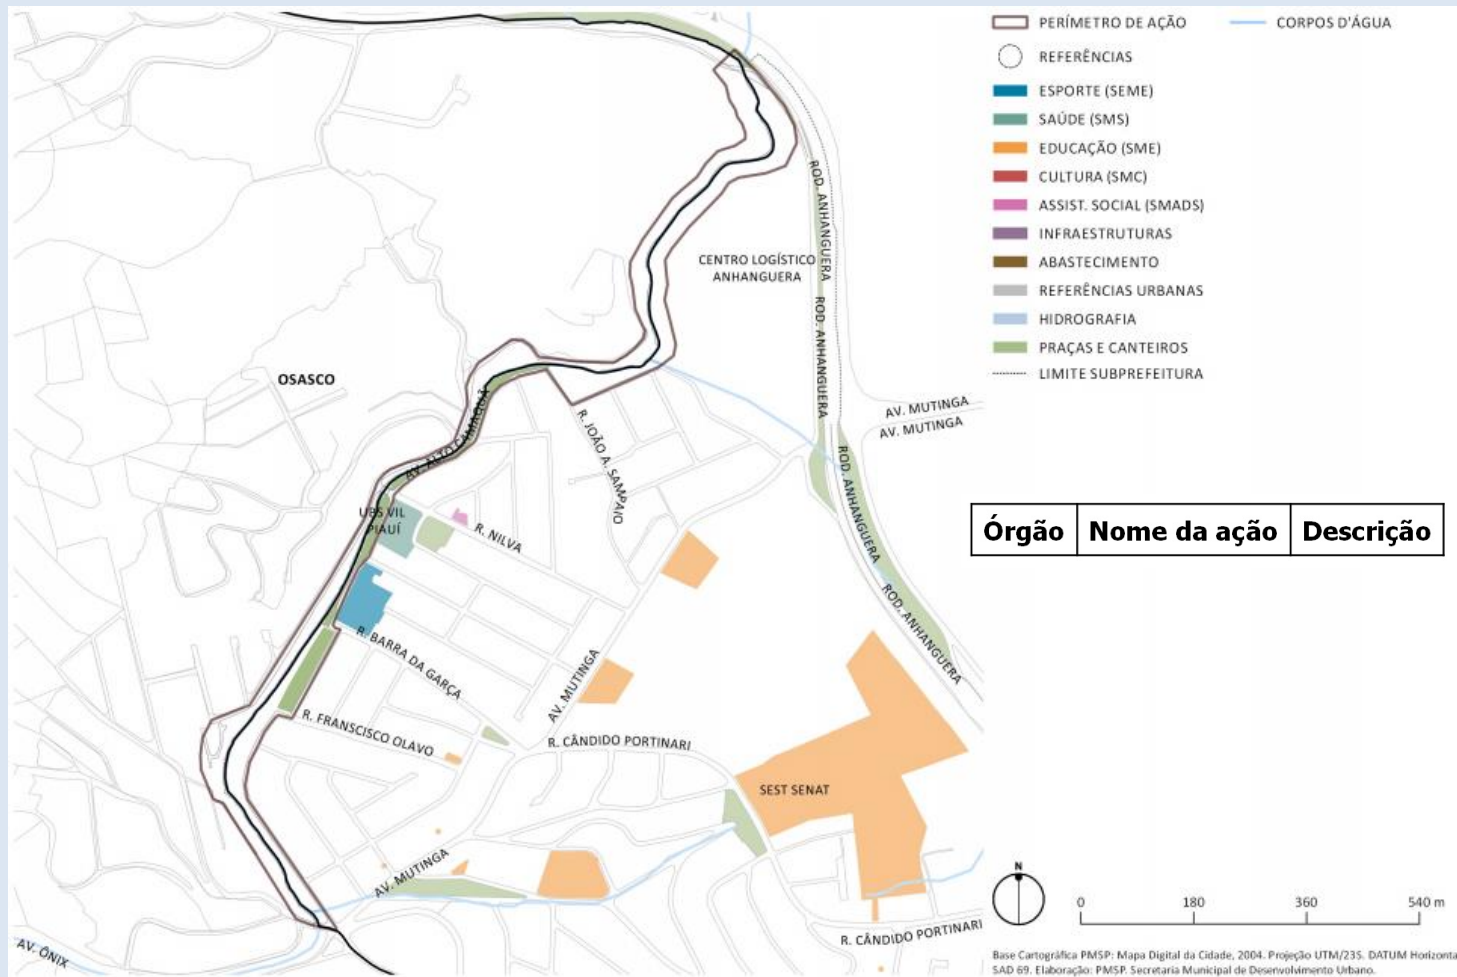 PERÍMETRO DE AÇÃO
CORPOS D'ÁGUA
REFERÊNCIAS
ESPORTE (SEME)
SAÚDE (SMS)
EDUCAÇÃO (SME)
CULTURA (SMC)
ASSIST. SOCIAL (SMADS)
INFRAESTRUTURAS
ABASTECIMENTO
REFERÊNCIAS URBANAS
HIDROGRAFIA
PRAÇAS E CANTEIROS
LIMITE SUBPREFEITURA
ROD. ANHANGUERA
CENTRO LOGÍSTICO
ANHANGUERA
ROD. ANHANGUERA
OSASCO
AV. MUTINGA
AV. MUTINGA
AV. ALTO CAMAQUÃ
R. JOÃO A. SAMPAIO
ROD. ANHANGUERA
UBS VIL
PIAUÍ
R. NILVA
ROD. ANHANGUERA
R. BARRA DA GARÇA
AV. MUTINGA
R. FRANSCISCO OLAVO
R. CÂNDIDO PORTINARI
SEST SENAT
AV. MUTINGA
R. CÂNDIDO PORTINARI
AV. ÔNIX
Órgão Nome da ação Descrição
N
0 180 360 540 m
Base Cartográfica PMSP: Mapa Digital da Cidade, 2004. Projeção UTM/23S. DATUM Horizonta
SAD 69. Elaboração: PMSP. Secretaria Municipal de Desenvolvimento Urbano.